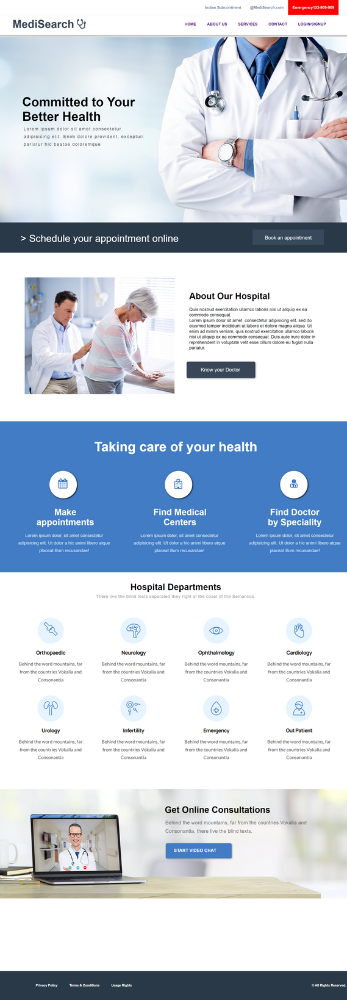 Indian Subcontinent @MediSearch.com Emergency123-909-909
MediSearch
HOME ABOUT US SERVICES CONTACT LOGIN/SIGNUP
Committed to Your
Better Health
Lorem ipsum dolor sit amet consectetur
adipisicing elit. Enim dolore provident, excepturi
pariatur hic beatae doloremque
> Schedule your appointment online
Book an appointment
About Our Hospital
Quis nostrud exercitation ullamco laboris nisi ut aliquip ex ea
commodo consequat.
Lorem ipsum dolor sit amet, consectetur adipisicing elit, sed do
eiusmod tempor incididunt ut labore et dolore magna aliqua. Ut
enim ad minim veniam, quis nostrud exercitation ullamco laboris
nisi ut aliquip ex ea commodo consequat. Duis aute irure dolor in
reprehenderit in voluptate velit esse cillum dolore eu fugiat nulla
pariatur.
Know your Doctor
Taking care of your health
Make
appointments
Lorem ipsum dolor, sit amet consectetur
adipisicing elit. Ut dolor a hic animi libero atque
placeat illum recusandae!
Find Medical
Centers
Lorem ipsum dolor, sit amet consectetur
adipisicing elit. Ut dolor a hic animi libero atque
placeat illum recusandae!
Find Doctor
by Speciality
Lorem ipsum dolor, sit amet consectetur
adipisicing elit. Ut dolor a hic animi libero atque
placeat illum recusandae!
Hospital Departments
There live the blind texts separated they right at the coast of the Semantics.
Orthopaedic
Behind the word mountains, far
from the countries Vokalia and
Consonantia
Neurology
Behind the word mountains, far
from the countries Vokalia and
Consonantia
Ophthalmology
Behind the word mountains, far
from the countries Vokalia and
Consonantia
Cardiology
Behind the word mountains, far
from the countries Vokalia and
Consonantia
Urology
Behind the word mountains, far
from the countries Vokalia and
Consonantia
Infertility
Behind the word mountains, far
from the countries Vokalia and
Consonantia
Emergency
Behind the word mountains, far
from the countries Vokalia and
Consonantia
Out Patient
Behind the word mountains, far
from the countries Vokalia and
Consonantia
Get Online Consultations
Behind the word mountains, far from the countries Vokalia and
Consonantia, there live the blind texts.
START VIDEO CHAT
Privacy Policy Terms & Conditions Usage Rights © All Rights Reserved.